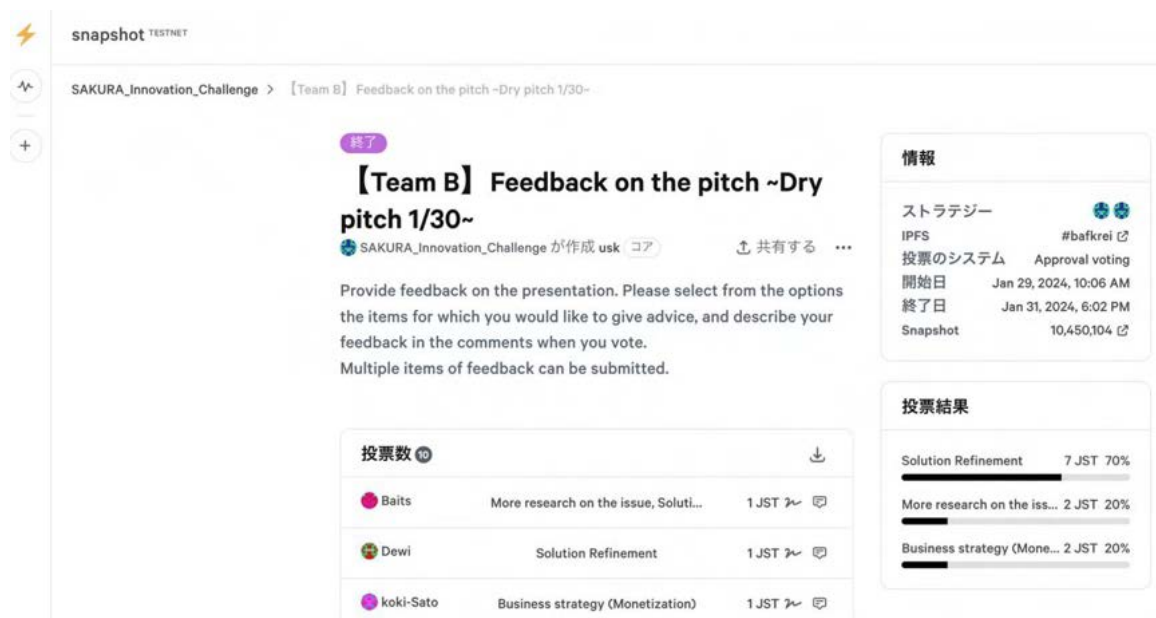 snapshot TESTNET
SAKURA_Innovation_Challenge > 【Team B】 Feedback on the pitch ~Dry pitch 1/30~
終了
【Team B】 Feedback on the pitch ~Dry
pitch 1/30~
SAKURA_Innovation_Challenge が作成 usk コア
共有する ...
Provide feedback on the presentation. Please select from the options
the items for which you would like to give advice, and describe your
feedback in the comments when you vote.
Multiple items of feedback can be submitted.
投票数 10
Baits More research on the issue, Soluti... 1 JST
Dewi Solution Refinement 1 JST
koki-Sato Business strategy (Monetization) 1 JST
情報
ストラテジー
IPFS #bafkrei
投票のシステム Approval voting
開始日 Jan 29, 2024, 10:06 AM
終了日 Jan 31, 2024, 6:02 PM
Snapshot 10,450,104
投票結果
Solution Refinement 7 JST 70%
More research on the iss... 2 JST 20%
Business strategy (Mone... 2 JST 20%